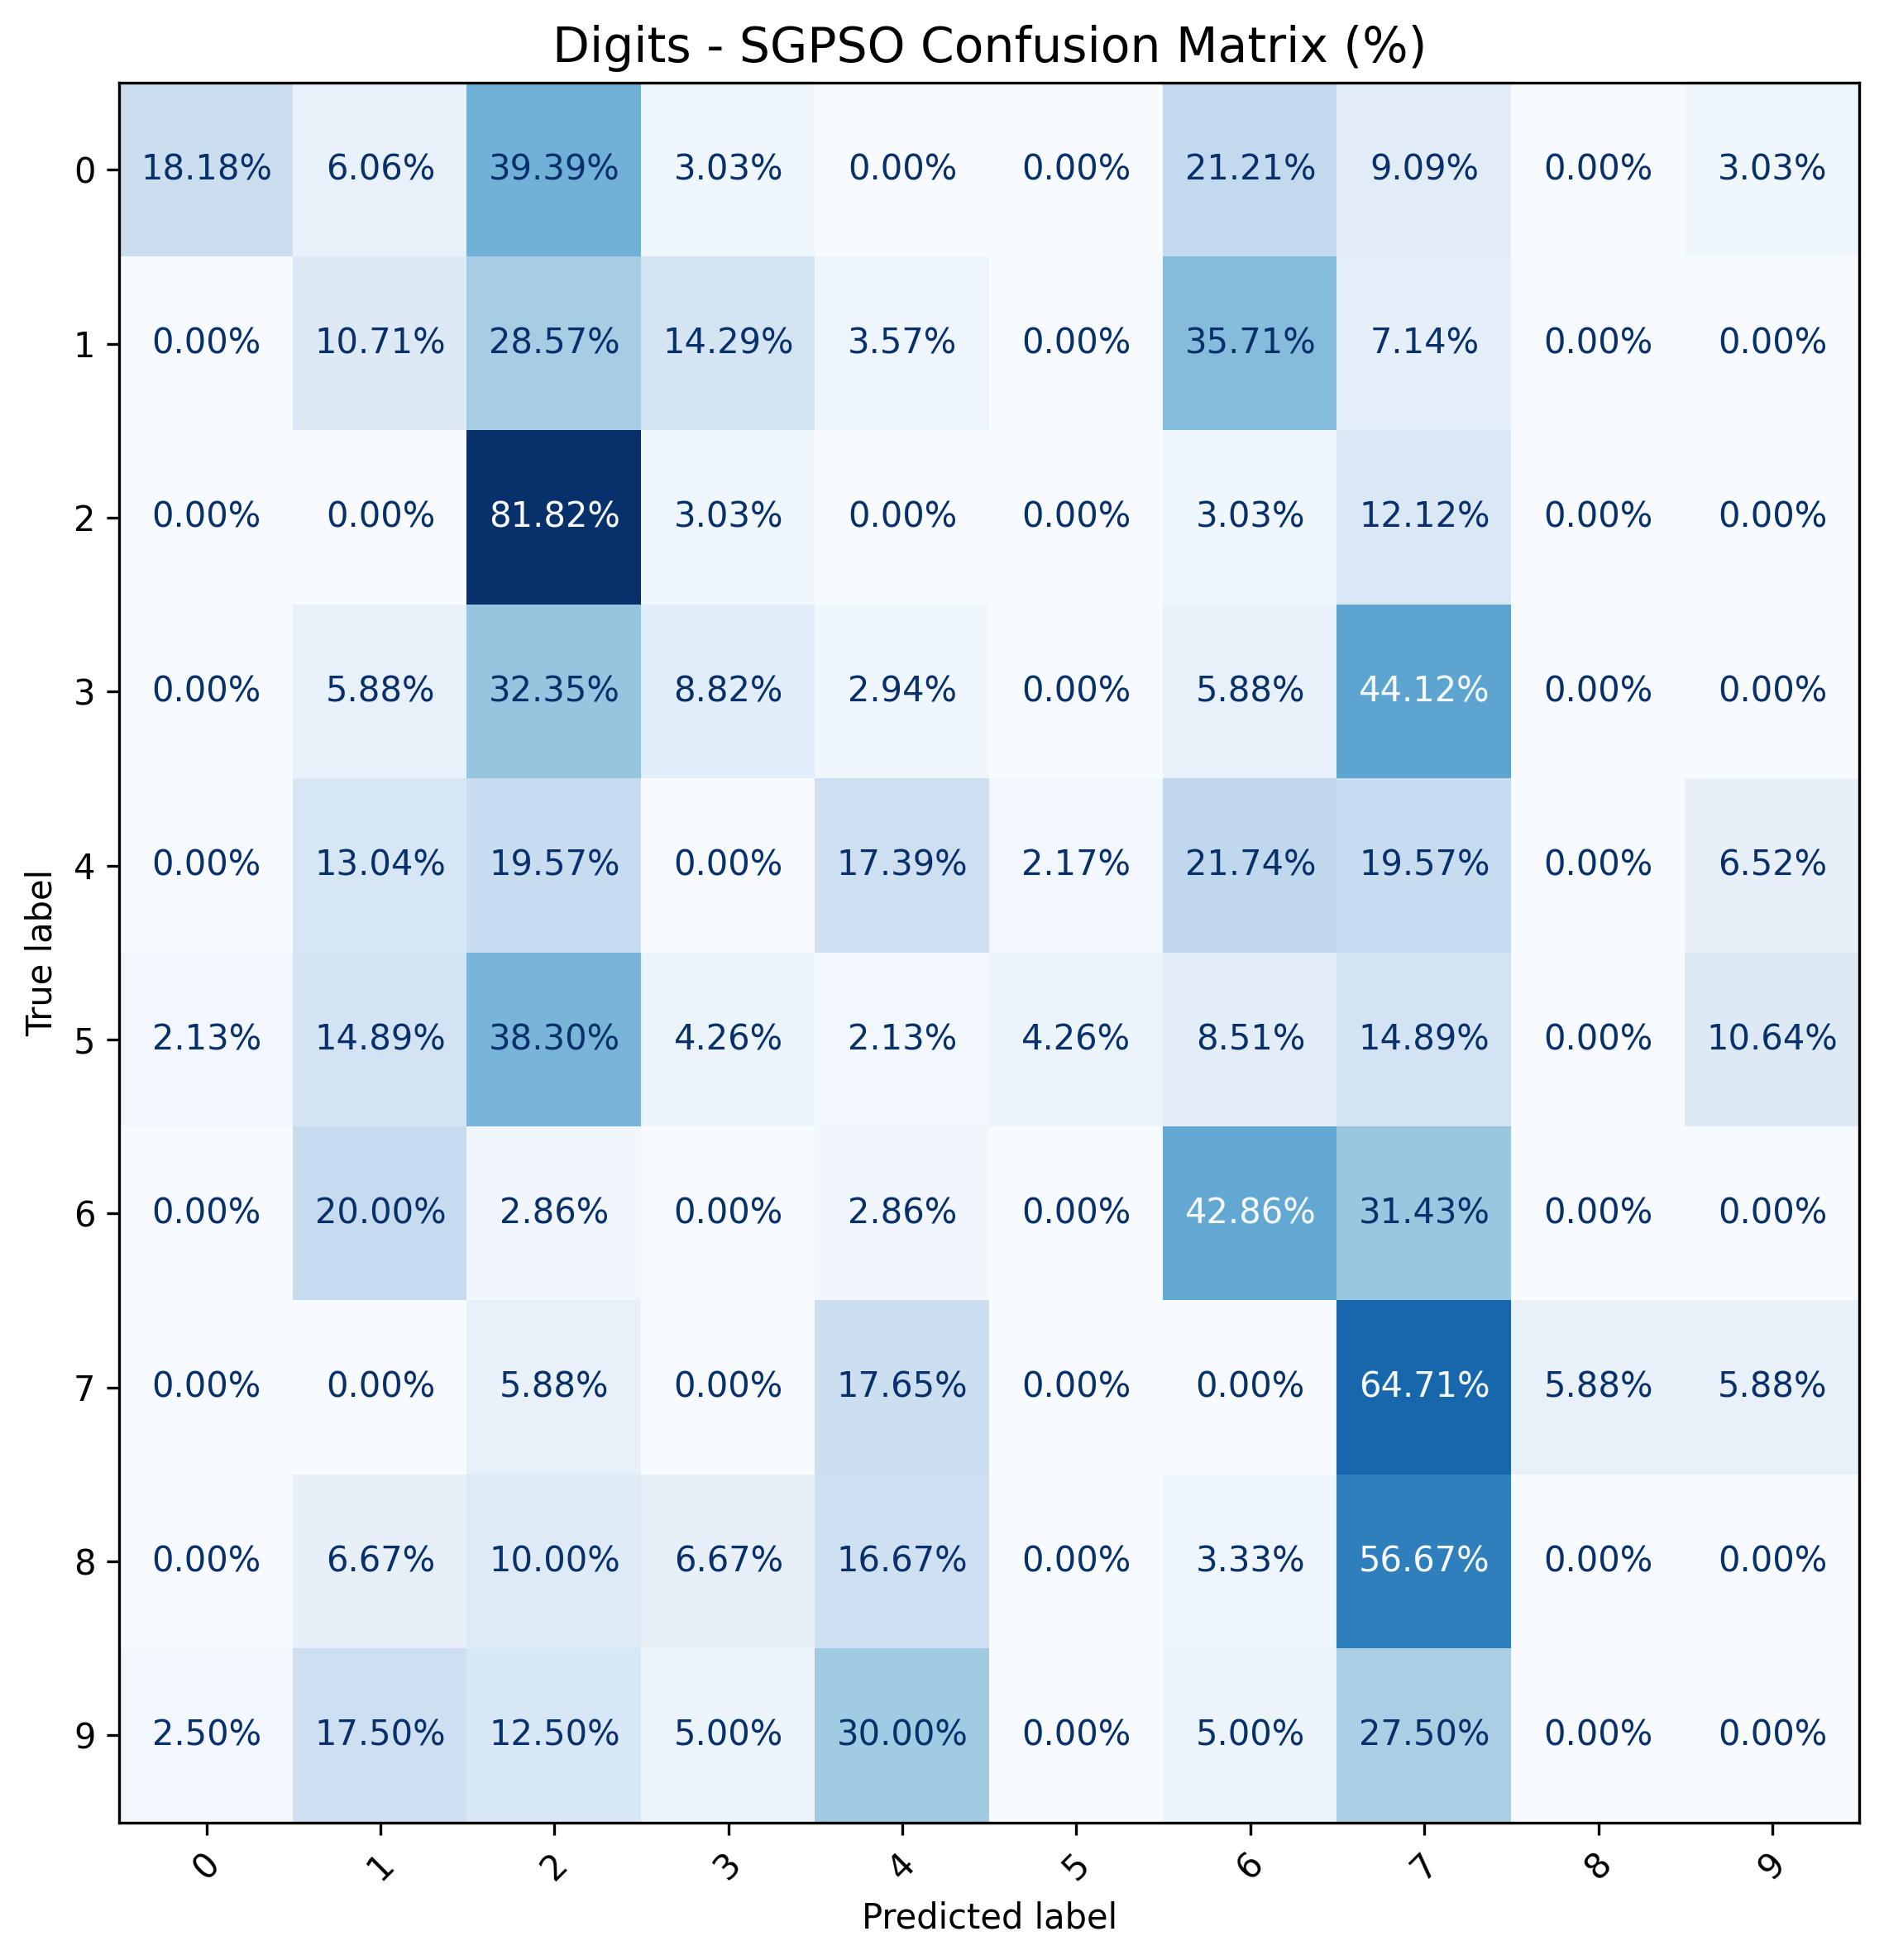 Digits - SGPSO Confusion Matrix (%)
0 18.18% 6.06% 39.39% 3.03% 0.00% 0.00% 21.21% 9.09% 0.00% 3.03%
1 0.00% 10.71% 28.57% 14.29% 3.57% 0.00% 35.71% 7.14% 0.00% 0.00%
2 0.00% 0.00% 81.82% 3.03% 0.00% 0.00% 3.03% 12.12% 0.00% 0.00%
3 0.00% 5.88% 32.35% 8.82% 2.94% 0.00% 5.88% 44.12% 0.00% 0.00%
4 0.00% 13.04% 19.57% 0.00% 17.39% 2.17% 21.74% 19.57% 0.00% 6.52%
5 2.13% 14.89% 38.30% 4.26% 2.13% 4.26% 8.51% 14.89% 0.00% 10.64%
6 0.00% 20.00% 2.86% 0.00% 2.86% 0.00% 42.86% 31.43% 0.00% 0.00%
7 0.00% 0.00% 5.88% 0.00% 17.65% 0.00% 0.00% 64.71% 5.88% 5.88%
8 0.00% 6.67% 10.00% 6.67% 16.67% 0.00% 3.33% 56.67% 0.00% 0.00%
9 2.50% 17.50% 12.50% 5.00% 30.00% 0.00% 5.00% 27.50% 0.00% 0.00%
0 1 2 3 4 5 6 7 8 9
Predicted label
True label